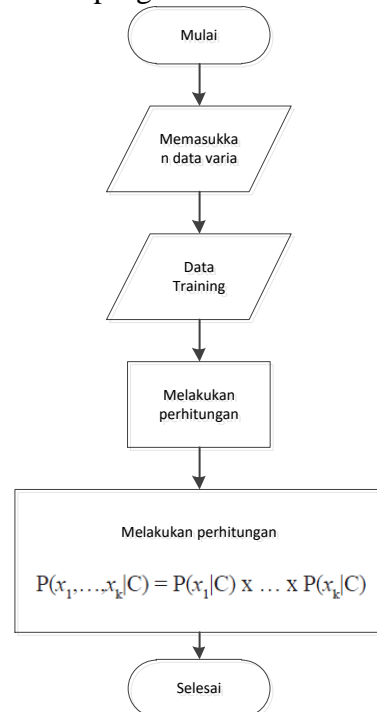 Mulai
Memasukka
n data varia
Data
Training
Melakukan
perhitungan
Melakukan perhitungan
P(x₁,…,xₖ|C) = P(x₁|C) x … x P(xₖ|C)
Selesai